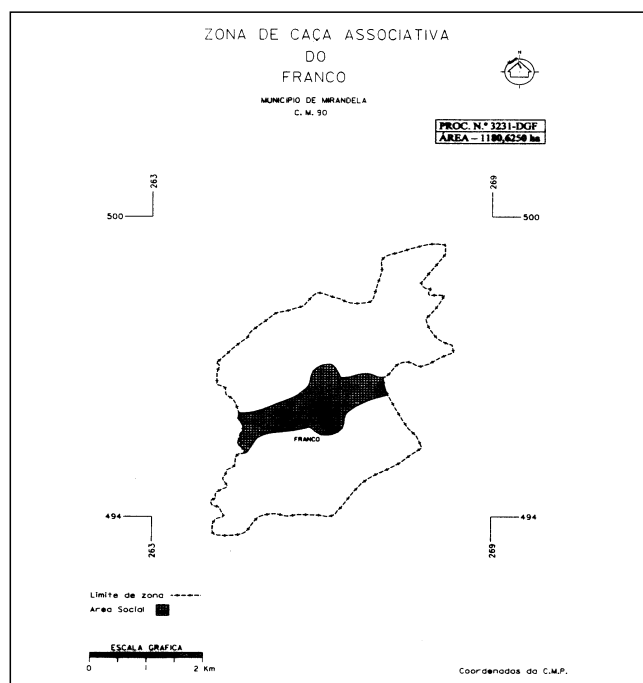 ZONA DE CAÇA ASSOCIATIVA
DO
FRANCO
MUNICIPIO DE MIRANDELA
C. M. 90
N
PROC. N.º 3231-DGF
ÁREA – 1180,6250 ha
263
269
500
500
FRANCO
494
494
263
269
Limite de zona
Area Social
ESCALA GRAFICA
0 1 2 Km
Coordenadas da C.M.P.